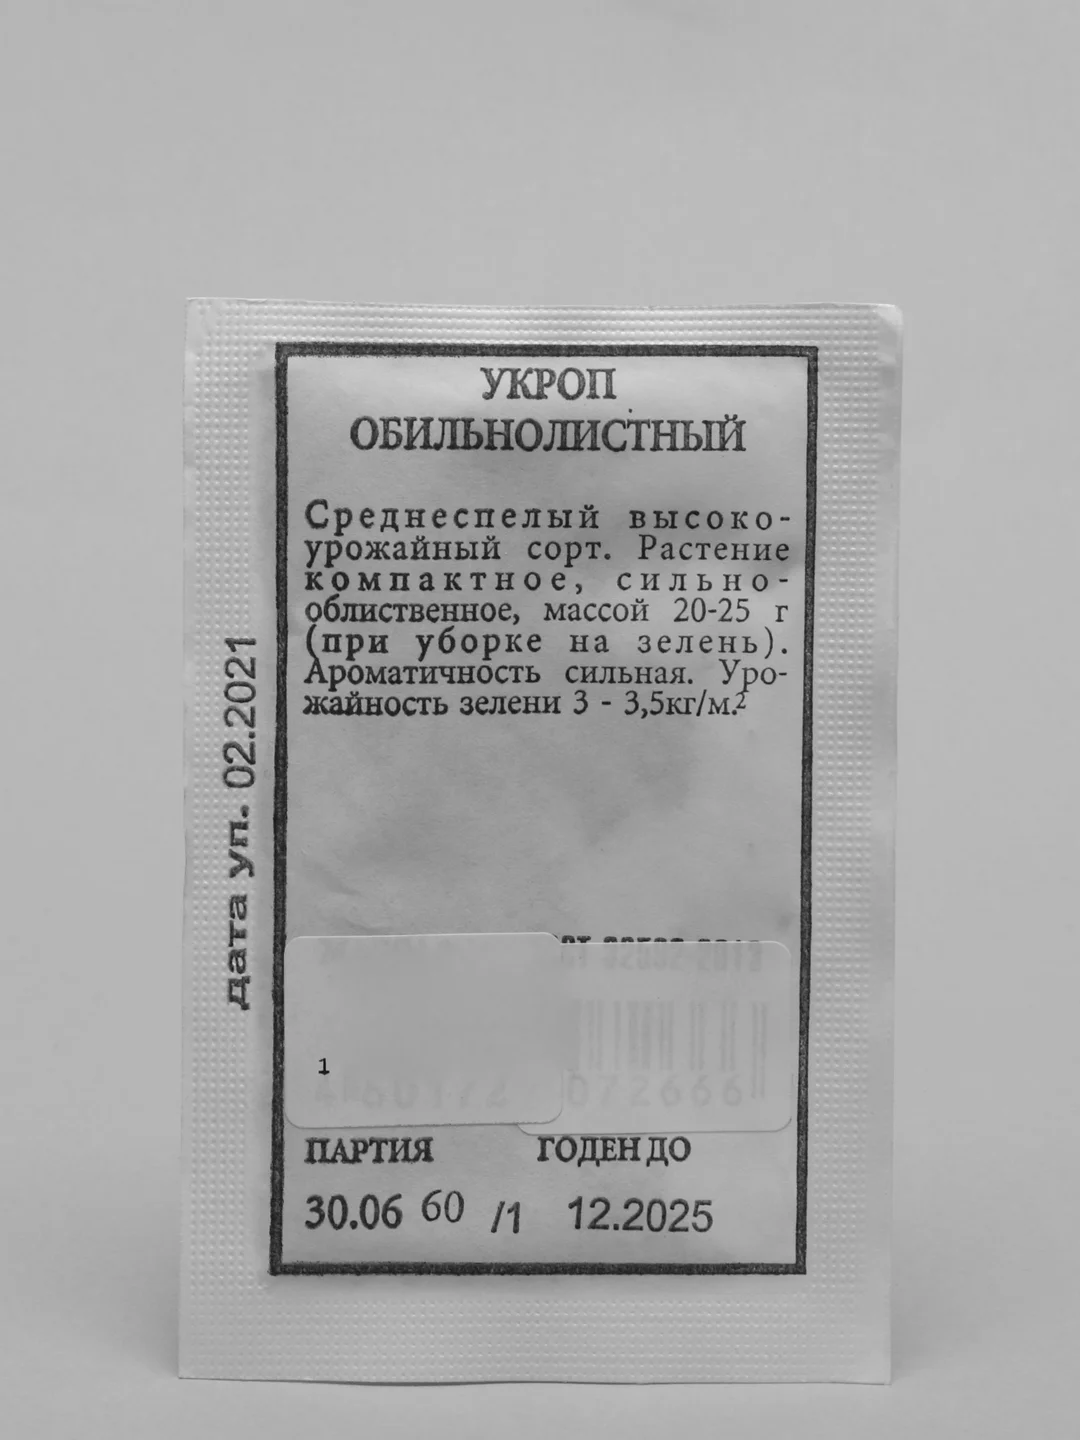 УКРОП
ОБИЛЬНОЛИСТНЫЙ
Среднеспелый высоко-
урожайный сорт. Растение
компактное, сильно-
облиственное, массой 20-25 г
(при уборке на зелень).
Ароматичность сильная. Уро-
жайность зелени 3 - 3,5кг/м.²
дата уп. 02.2021
1
072666
ПАРТИЯ ГОДЕН ДО
30.06 60 /1 12.2025